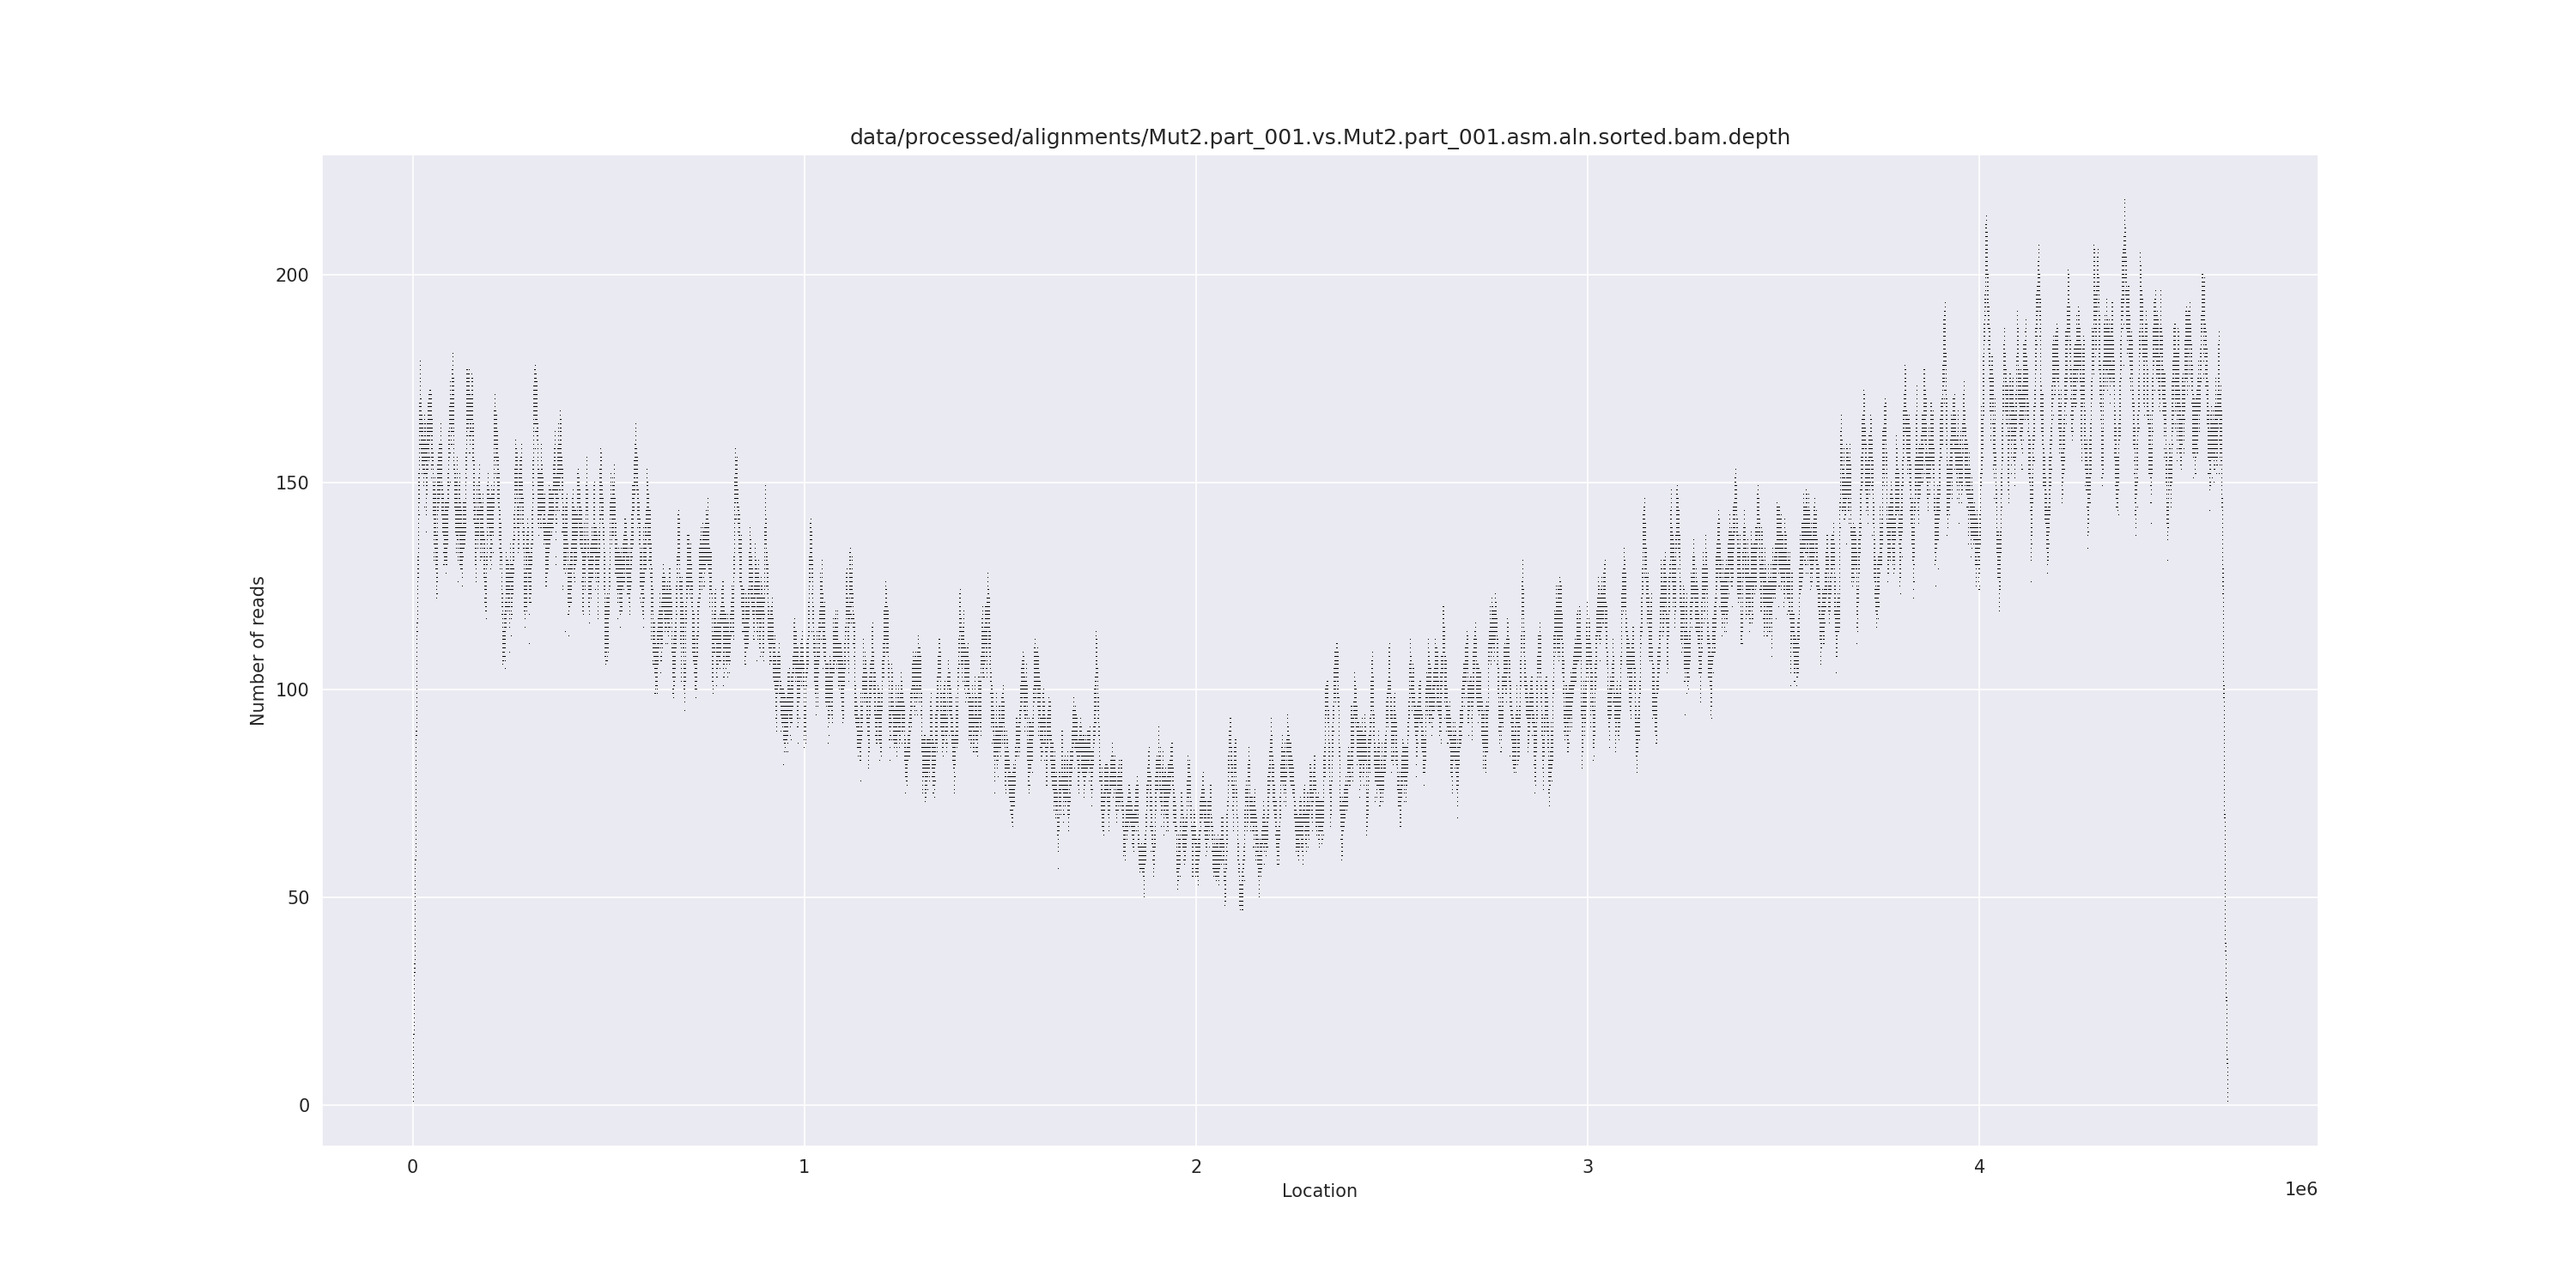 data/processed/alignments/Mut2.part_001.vs.Mut2.part_001.asm.aln.sorted.bam.depth
Number of reads
200
150
100
50
0
0 1 2 3 4
Location
1e6